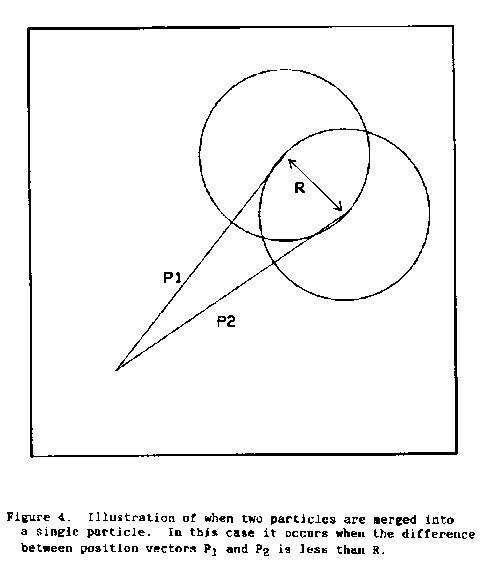 R
P1
P2
Figure 4. Illustration of when two particles are merged into
a single particle. In this case it occurs when the difference
between position vectors P1 and P2 is less than R.